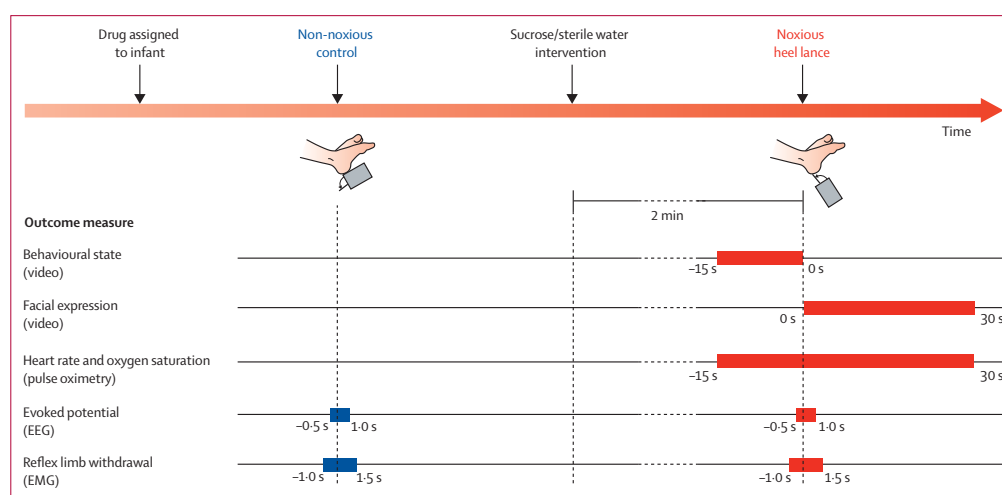 Drug assigned
to infant
Non-noxious
control
Sucrose/sterile water
intervention
Noxious
heel lance
Time
2 min
Outcome measure
Behavioural state
(video)
–15 s
0 s
Facial expression
(video)
0 s
30 s
Heart rate and oxygen saturation
(pulse oximetry)
–15 s
30 s
Evoked potential
(EEG)
–0·5 s
1·0 s
–0·5 s
1·0 s
Reflex limb withdrawal
(EMG)
–1·0 s
1·5 s
–1·0 s
1·5 s